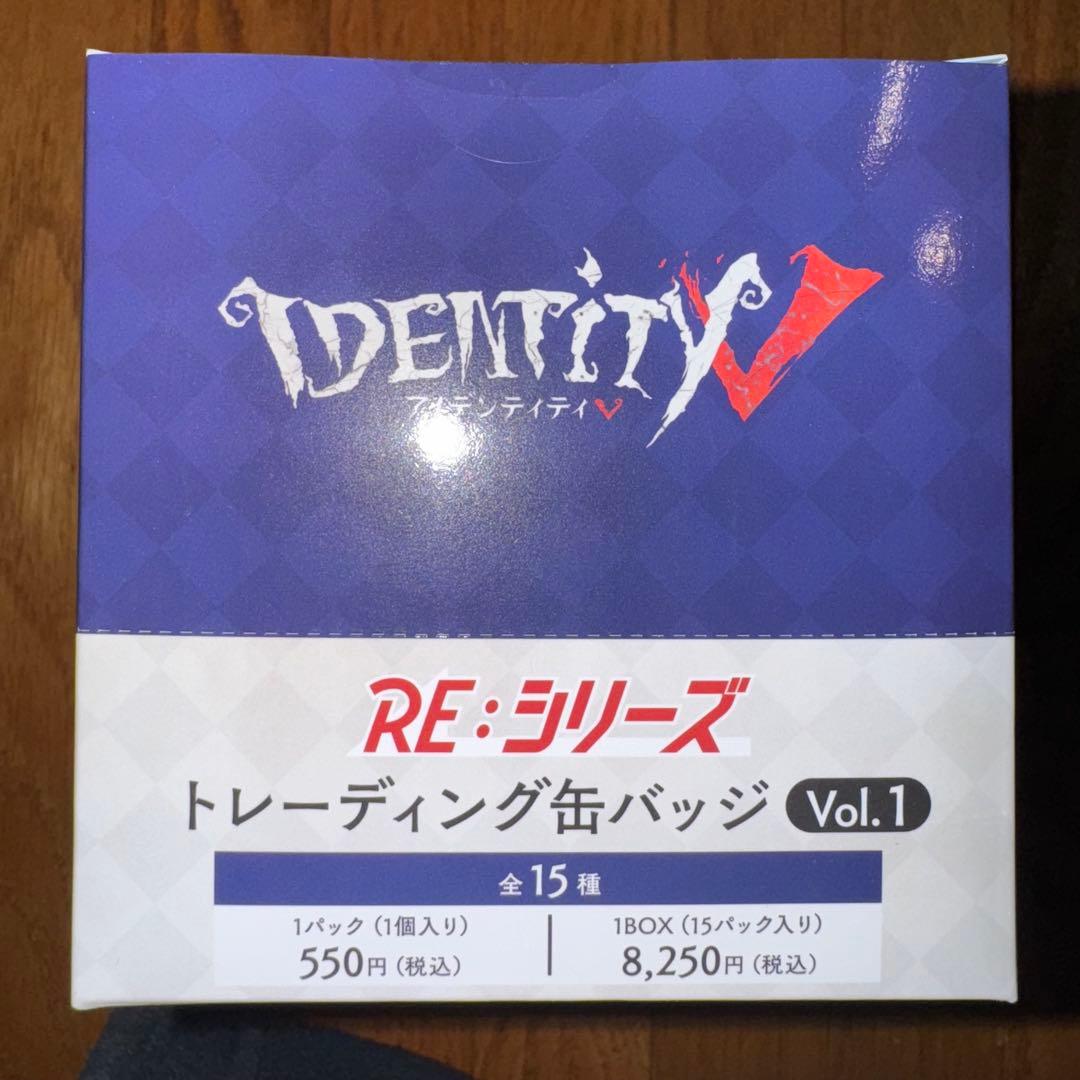 IDENTITY V
アイデンティティV
RE:シリーズ
トレーディング缶バッジ Vol.1
全15種
1パック（1個入り） 1BOX（15パック入り）
550円（税込） 8,250円（税込）